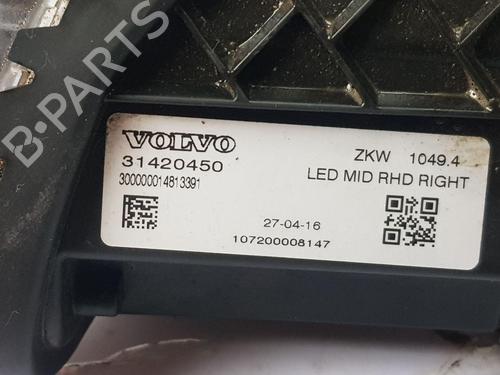 B-PARTS
VOLVO
31420450
300000014813391
ZKW 1049.4
LED MID RHD RIGHT
27-04-16
107200008147